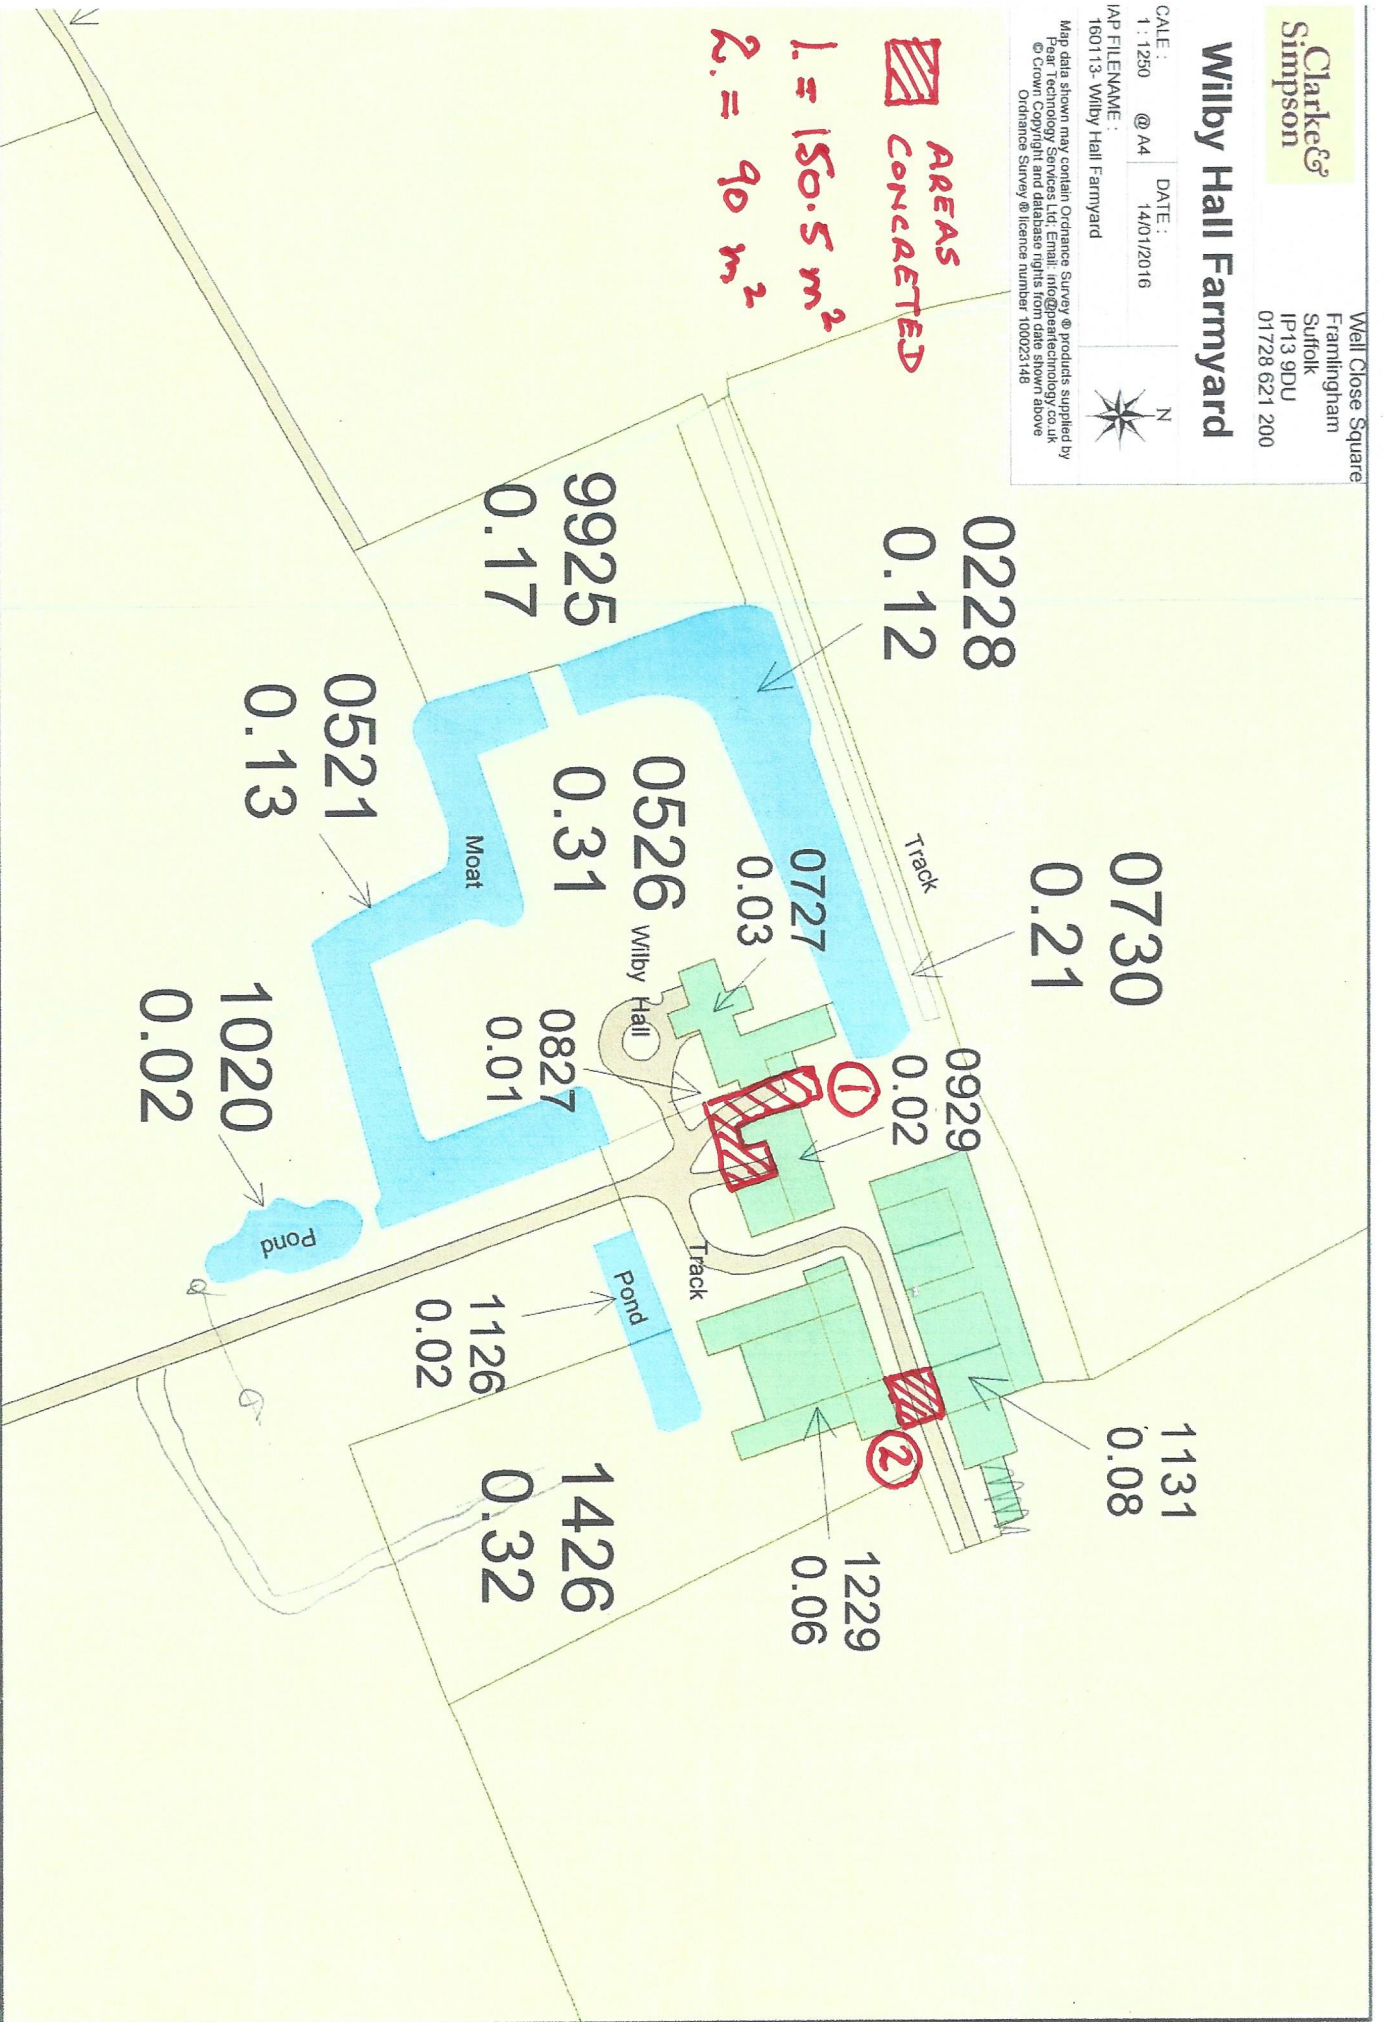 Clarke&
Simpson
Well Close Square
Framlingham
Suffolk
IP13 9DU
01728 621 200
Wilby Hall Farmyard
CALE :
1 : 1250 @ A4
DATE :
14/01/2016
N
IAP FILENAME :
160113- Wilby Hall Farmyard
Map data shown may contain Ordnance Survey ® products supplied by
Pear Technology Services Ltd; Email: info@peartechnology.co.uk
© Crown Copyright and database rights from date shown above
Ordnance Survey ® licence number 100023148
AREAS
CONCRETED
1. = 150.5 m²
2. = 90 m²
0228
0.12
0730
0.21
Track
9925
0.17
0727
0.03
0526
0.31
Wilby Hall
0929
0.02
1
1131
0.08
0521
0.13
Moat
0827
0.01
Track
2
1229
0.06
1020
0.02
Pond
Pond
1126
0.02
1426
0.32